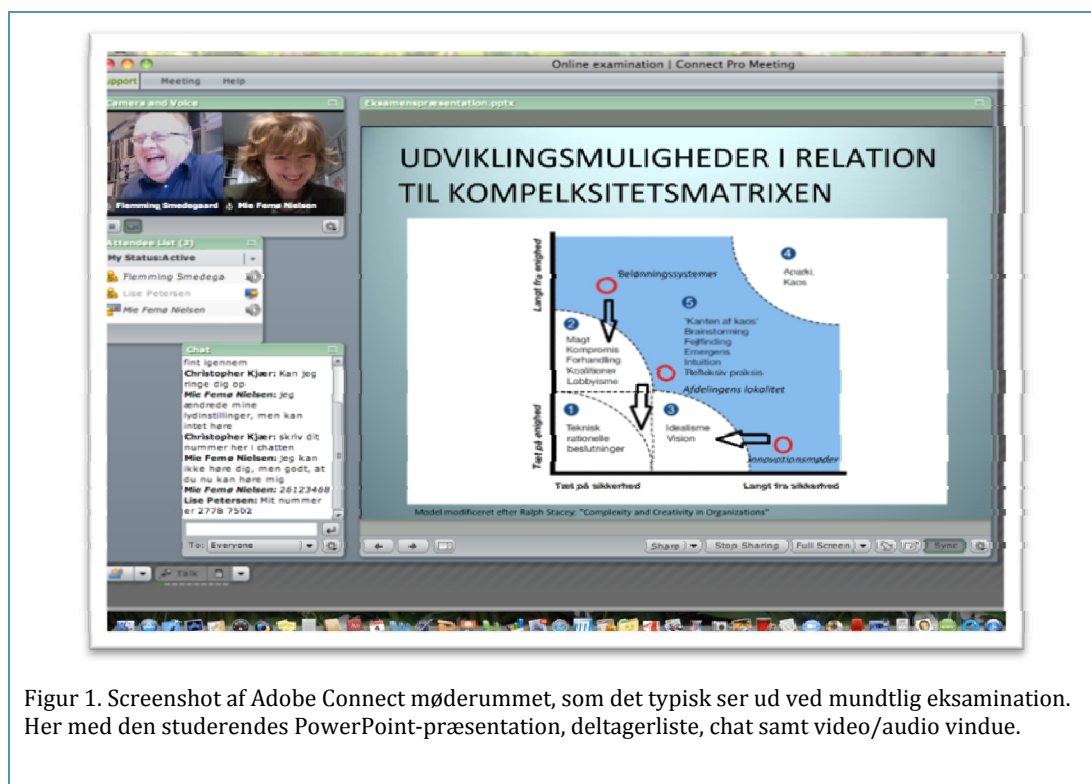 Online examination | Connect Pro Meeting
upport Meeting Help
Camera and Voice
Flemming Smedegaard
Mie Femø Nielsen
Attendee List (3)
My Status:Active
Flemming Smedega
Lise Petersen
Mie Femø Nielsen
Chat
fint igennem
Christopher Kjær: Kan jeg
ringe dig op
Mie Femø Nielsen: jeg
ændrede mine
lydinstillinger, men kan
intet høre
Christopher Kjær: skriv dit
nummer her i chatten
Mie Femø Nielsen: jeg kan
ikke høre dig, men godt, at
du nu kan høre mig
Mie Femø Nielsen: 26123468
Lise Petersen: Mit nummer
er 2778 7502
To: Everyone
Talk
Eksamenspræsentation.pptx
UDVIKLINGSMULIGHEDER I RELATION
TIL KOMPELKSITETSMATRIXEN
Langt fra enighed
Tæt på enighed
Belønningssystemer
4
Kaos
5
'Kanten af kaos'
Brainstorming
Fejlfinding
Emergens
Intuition
Refleksiv praksis
Afdelingens lokalitet
2
Magt
Kompromis
Forhandling
Koalitioner
Lobbyisme
1
Teknisk
rationelle
beslutninger
3
Idealisme
Vision
Innovationsmøder
Tæt på sikkerhed
Langt fra sikkerhed
Model modificeret efter Ralph Stacey: "Complexity and Creativity in Organizations"
Share Stop Sharing Full Screen Sync
Figur 1. Screenshot af Adobe Connect møderummet, som det typisk ser ud ved mundtlig eksamination.
Her med den studerendes PowerPoint-præsentation, deltagerliste, chat samt video/audio vindue.